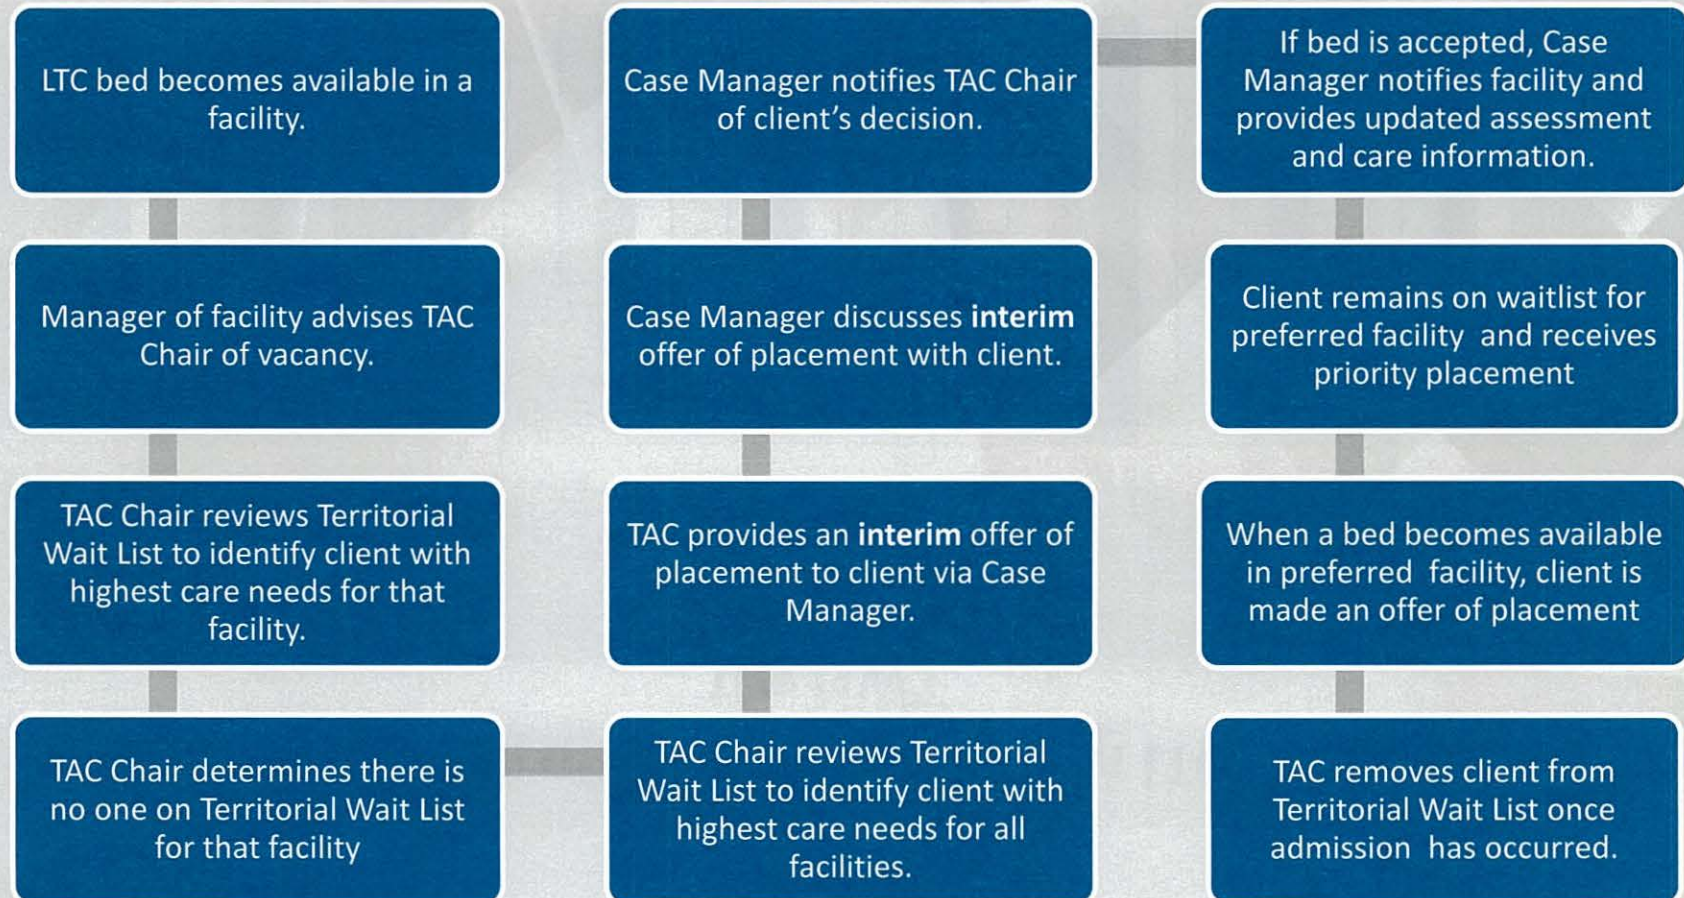 LTC bed becomes available in a
facility.
Manager of facility advises TAC
Chair of vacancy.
TAC Chair reviews Territorial
Wait List to identify client with
highest care needs for that
facility.
TAC Chair determines there is
no one on Territorial Wait List
for that facility
TAC Chair reviews Territorial
Wait List to identify client with
highest care needs for all
facilities.
TAC provides an interim offer of
placement to client via Case
Manager.
Case Manager discusses interim
offer of placement with client.
Case Manager notifies TAC Chair
of client's decision.
If bed is accepted, Case
Manager notifies facility and
provides updated assessment
and care information.
Client remains on waitlist for
preferred facility and receives
priority placement
When a bed becomes available
in preferred facility, client is
made an offer of placement
TAC removes client from
Territorial Wait List once
admission has occurred.